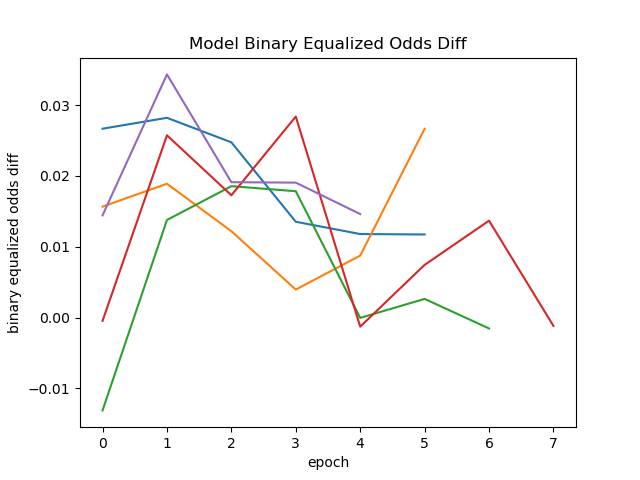 Model Binary Equalized Odds Diff
binary equalized odds diff
0.03
0.02
0.01
0.00
−0.01
0 1 2 3 4 5 6 7
epoch